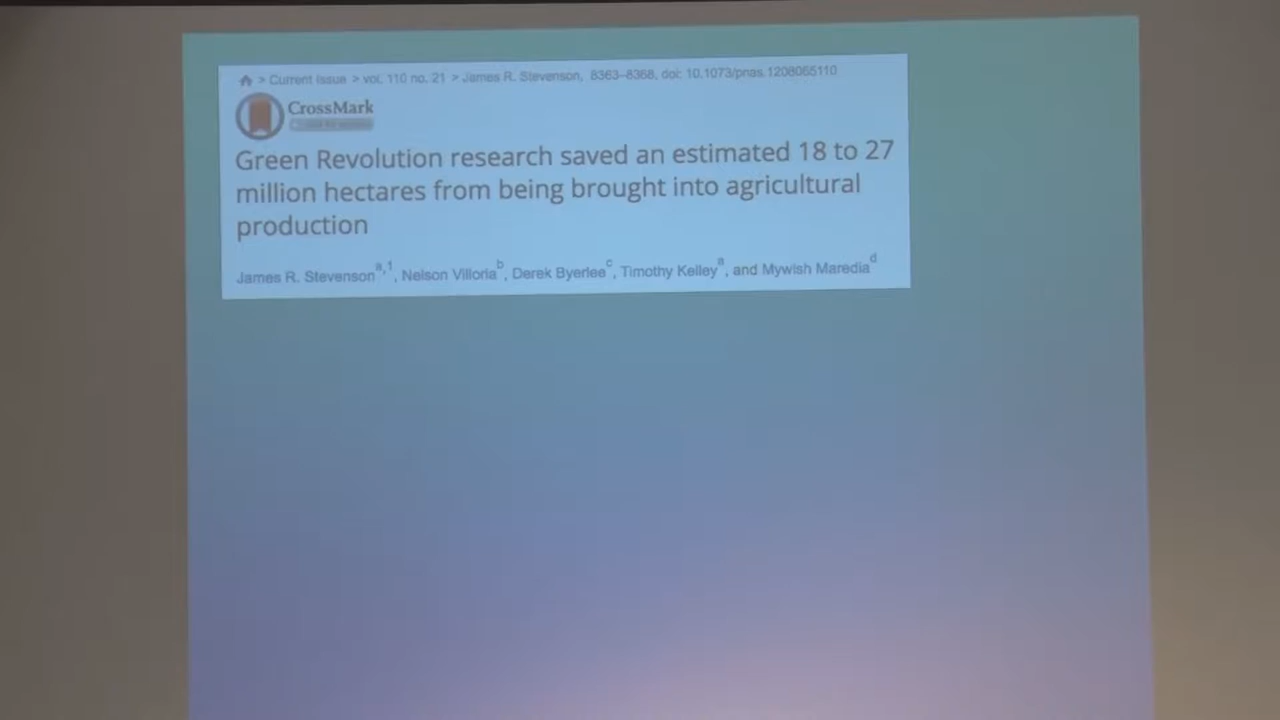 > Current Issue > vol. 110 no. 21 > James R. Stevenson, 8363–8368, doi: 10.1073/pnas.1208065110
CrossMark
Green Revolution research saved an estimated 18 to 27
million hectares from being brought into agricultural
production
James R. Stevenson a,1, Nelson Villoria b, Derek Byerlee c, Timothy Kelley a, and Mywish Maredia d